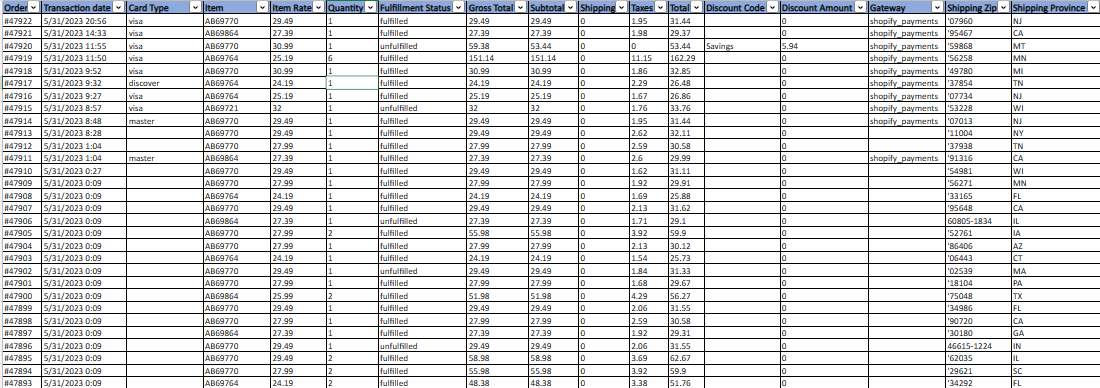 Order Transaction date Card Type Item Item Rate Quantity Fulfillment Status Gross Total Subtotal Shipping Taxes Total Discount Code Discount Amount Gateway Shipping Zip Shipping Province
#47922 5/31/2023 20:56 visa AB69770 29.49 1 fulfilled 29.49 29.49 0 1.95 31.44 0 shopify_payments '07960 NJ
#47921 5/31/2023 14:33 visa AB69864 27.39 1 fulfilled 27.39 27.39 0 1.98 29.37 0 shopify_payments '95467 CA
#47920 5/31/2023 11:55 visa AB69770 30.99 1 unfulfilled 59.38 53.44 0 0 53.44 Savings 5.94 shopify_payments '59868 MT
#47919 5/31/2023 11:50 visa AB69764 25.19 6 fulfilled 151.14 151.14 0 11.15 162.29 0 shopify_payments '56258 MN
#47918 5/31/2023 9:52 visa AB69770 30.99 1 fulfilled 30.99 30.99 0 1.86 32.85 0 shopify_payments '49780 MI
#47917 5/31/2023 9:32 discover AB69764 24.19 1 fulfilled 24.19 24.19 0 2.29 26.48 0 shopify_payments '37854 TN
#47916 5/31/2023 9:27 visa AB69764 25.19 1 fulfilled 25.19 25.19 0 1.67 26.86 0 shopify_payments '07734 NJ
#47915 5/31/2023 8:57 visa AB69721 32 1 unfulfilled 32 32 0 1.76 33.76 0 shopify_payments '53228 WI
#47914 5/31/2023 8:48 master AB69770 29.49 1 fulfilled 29.49 29.49 0 1.95 31.44 0 shopify_payments '07013 NJ
#47913 5/31/2023 8:28 AB69770 29.49 1 fulfilled 29.49 29.49 0 2.62 32.11 0 '11004 NY
#47912 5/31/2023 1:04 AB69770 27.99 1 fulfilled 27.99 27.99 0 2.59 30.58 0 '37938 TN
#47911 5/31/2023 1:04 master AB69864 27.39 1 fulfilled 27.39 27.39 0 2.6 29.99 0 shopify_payments '91316 CA
#47910 5/31/2023 0:27 AB69770 29.49 1 fulfilled 29.49 29.49 0 1.62 31.11 0 '54981 WI
#47909 5/31/2023 0:09 AB69770 27.99 1 fulfilled 27.99 27.99 0 1.92 29.91 0 '56271 MN
#47908 5/31/2023 0:09 AB69764 24.19 1 fulfilled 24.19 24.19 0 1.69 25.88 0 '33165 FL
#47907 5/31/2023 0:09 AB69770 29.49 1 fulfilled 29.49 29.49 0 2.13 31.62 0 '95648 CA
#47906 5/31/2023 0:09 AB69864 27.39 1 unfulfilled 27.39 27.39 0 1.71 29.1 0 60805-1834 IL
#47905 5/31/2023 0:09 AB69770 27.99 2 fulfilled 55.98 55.98 0 3.92 59.9 0 '52761 IA
#47904 5/31/2023 0:09 AB69770 27.99 1 fulfilled 27.99 27.99 0 2.13 30.12 0 '86406 AZ
#47903 5/31/2023 0:09 AB69764 24.19 1 fulfilled 24.19 24.19 0 1.54 25.73 0 '06443 CT
#47902 5/31/2023 0:09 AB69770 29.49 1 unfulfilled 29.49 29.49 0 1.84 31.33 0 '02539 MA
#47901 5/31/2023 0:09 AB69770 27.99 1 fulfilled 27.99 27.99 0 1.68 29.67 0 '18104 PA
#47900 5/31/2023 0:09 AB69864 25.99 2 fulfilled 51.98 51.98 0 4.29 56.27 0 '75048 TX
#47899 5/31/2023 0:09 AB69770 29.49 1 fulfilled 29.49 29.49 0 2.06 31.55 0 '34986 FL
#47898 5/31/2023 0:09 AB69770 27.99 1 fulfilled 27.99 27.99 0 2.59 30.58 0 '90720 CA
#47897 5/31/2023 0:09 AB69864 27.39 1 fulfilled 27.99 27.99 0 1.92 29.31 0 '30180 GA
#47896 5/31/2023 0:09 AB69770 29.49 1 unfulfilled 29.49 29.49 0 2.06 31.55 0 46615-1224 IN
#47895 5/31/2023 0:09 AB69770 29.49 2 fulfilled 58.98 58.98 0 3.69 62.67 0 '62035 IL
#47894 5/31/2023 0:09 AB69770 27.99 2 fulfilled 55.98 55.98 0 3.92 59.9 0 '29621 SC
#47893 5/31/2023 0:09 AB69764 24.19 2 fulfilled 48.38 48.38 0 3.38 51.76 0 '34292 FL